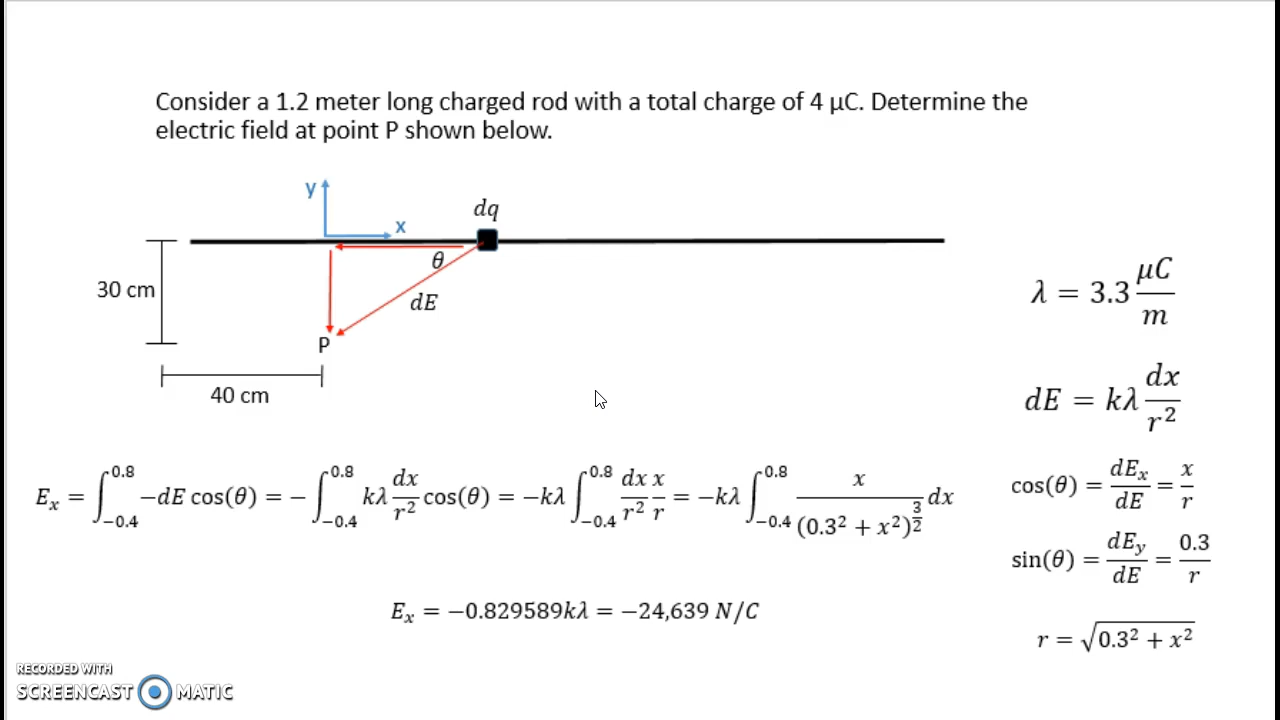 Consider a 1.2 meter long charged rod with a total charge of 4 μC. Determine the
electric field at point P shown below.
y
x
dq
θ
30 cm
dE
P
40 cm
λ = 3.3 μC/m
dE = kλ dx/r²
cos(θ) = dEₓ/dE = x/r
sin(θ) = dE_y/dE = 0.3/r
r = √(0.3² + x²)
Eₓ = ∫_{−0.4}^{0.8} −dE cos(θ) = − ∫_{−0.4}^{0.8} kλ dx/r² cos(θ) = −kλ ∫_{−0.4}^{0.8} dx/r² x/r = −kλ ∫_{−0.4}^{0.8} x/(0.3² + x²)^{3/2} dx
Eₓ = −0.829589kλ = −24,639 N/C
RECORDED WITH
SCREENCAST MATIC